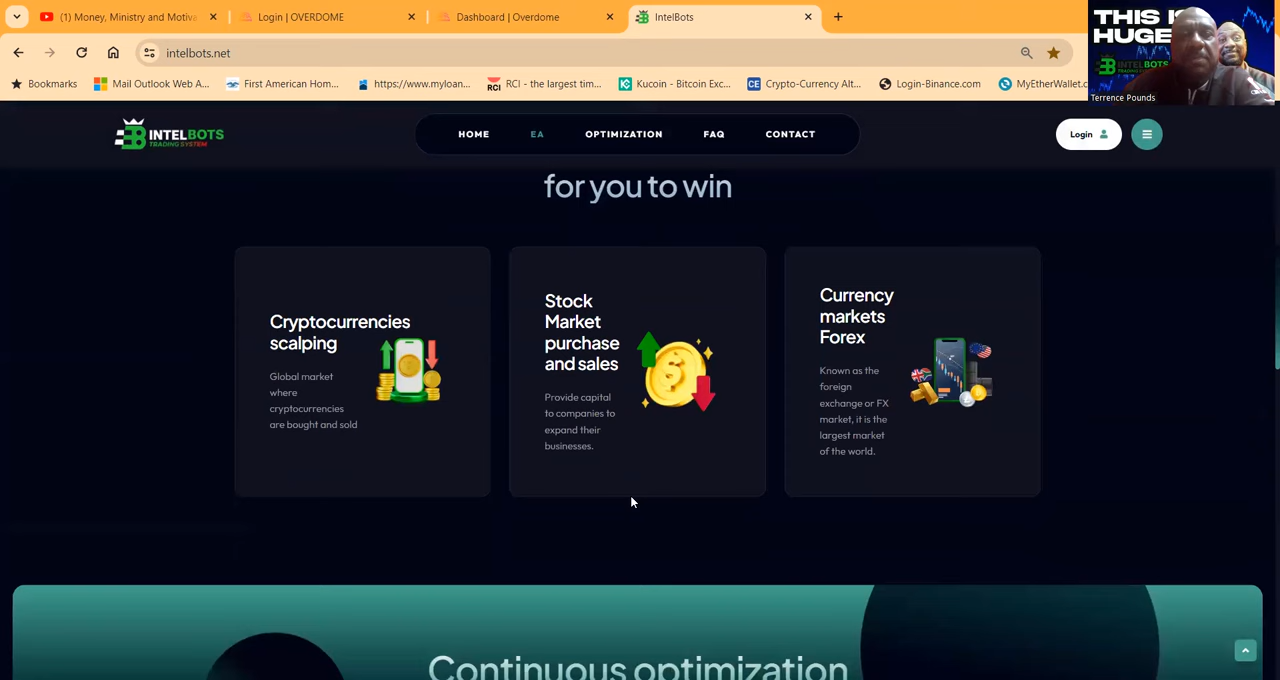 (1) Money, Ministry and Motiva
Login | OVERDOME
Dashboard | Overdome
IntelBots
intelbots.net
Bookmarks
Mail Outlook Web A...
First American Hom...
https://www.myloan...
RCI - the largest tim...
Kucoin - Bitcoin Exc...
Crypto-Currency Alt...
Login-Binance.com
MyEtherWallet.c
THIS IS
HUGE
INTELBOTS
Terrence Pounds
INTELBOTS
TRADING SYSTEM
HOME
EA
OPTIMIZATION
FAQ
CONTACT
Login
for you to win
Cryptocurrencies
scalping
Global market
where
cryptocurrencies
are bought and sold
Stock
Market
purchase
and sales
Provide capital
to companies to
expand their
businesses.
Currency
markets
Forex
Known as the
foreign
exchange or FX
market, it is the
largest market
of the world.
Continuous optimization